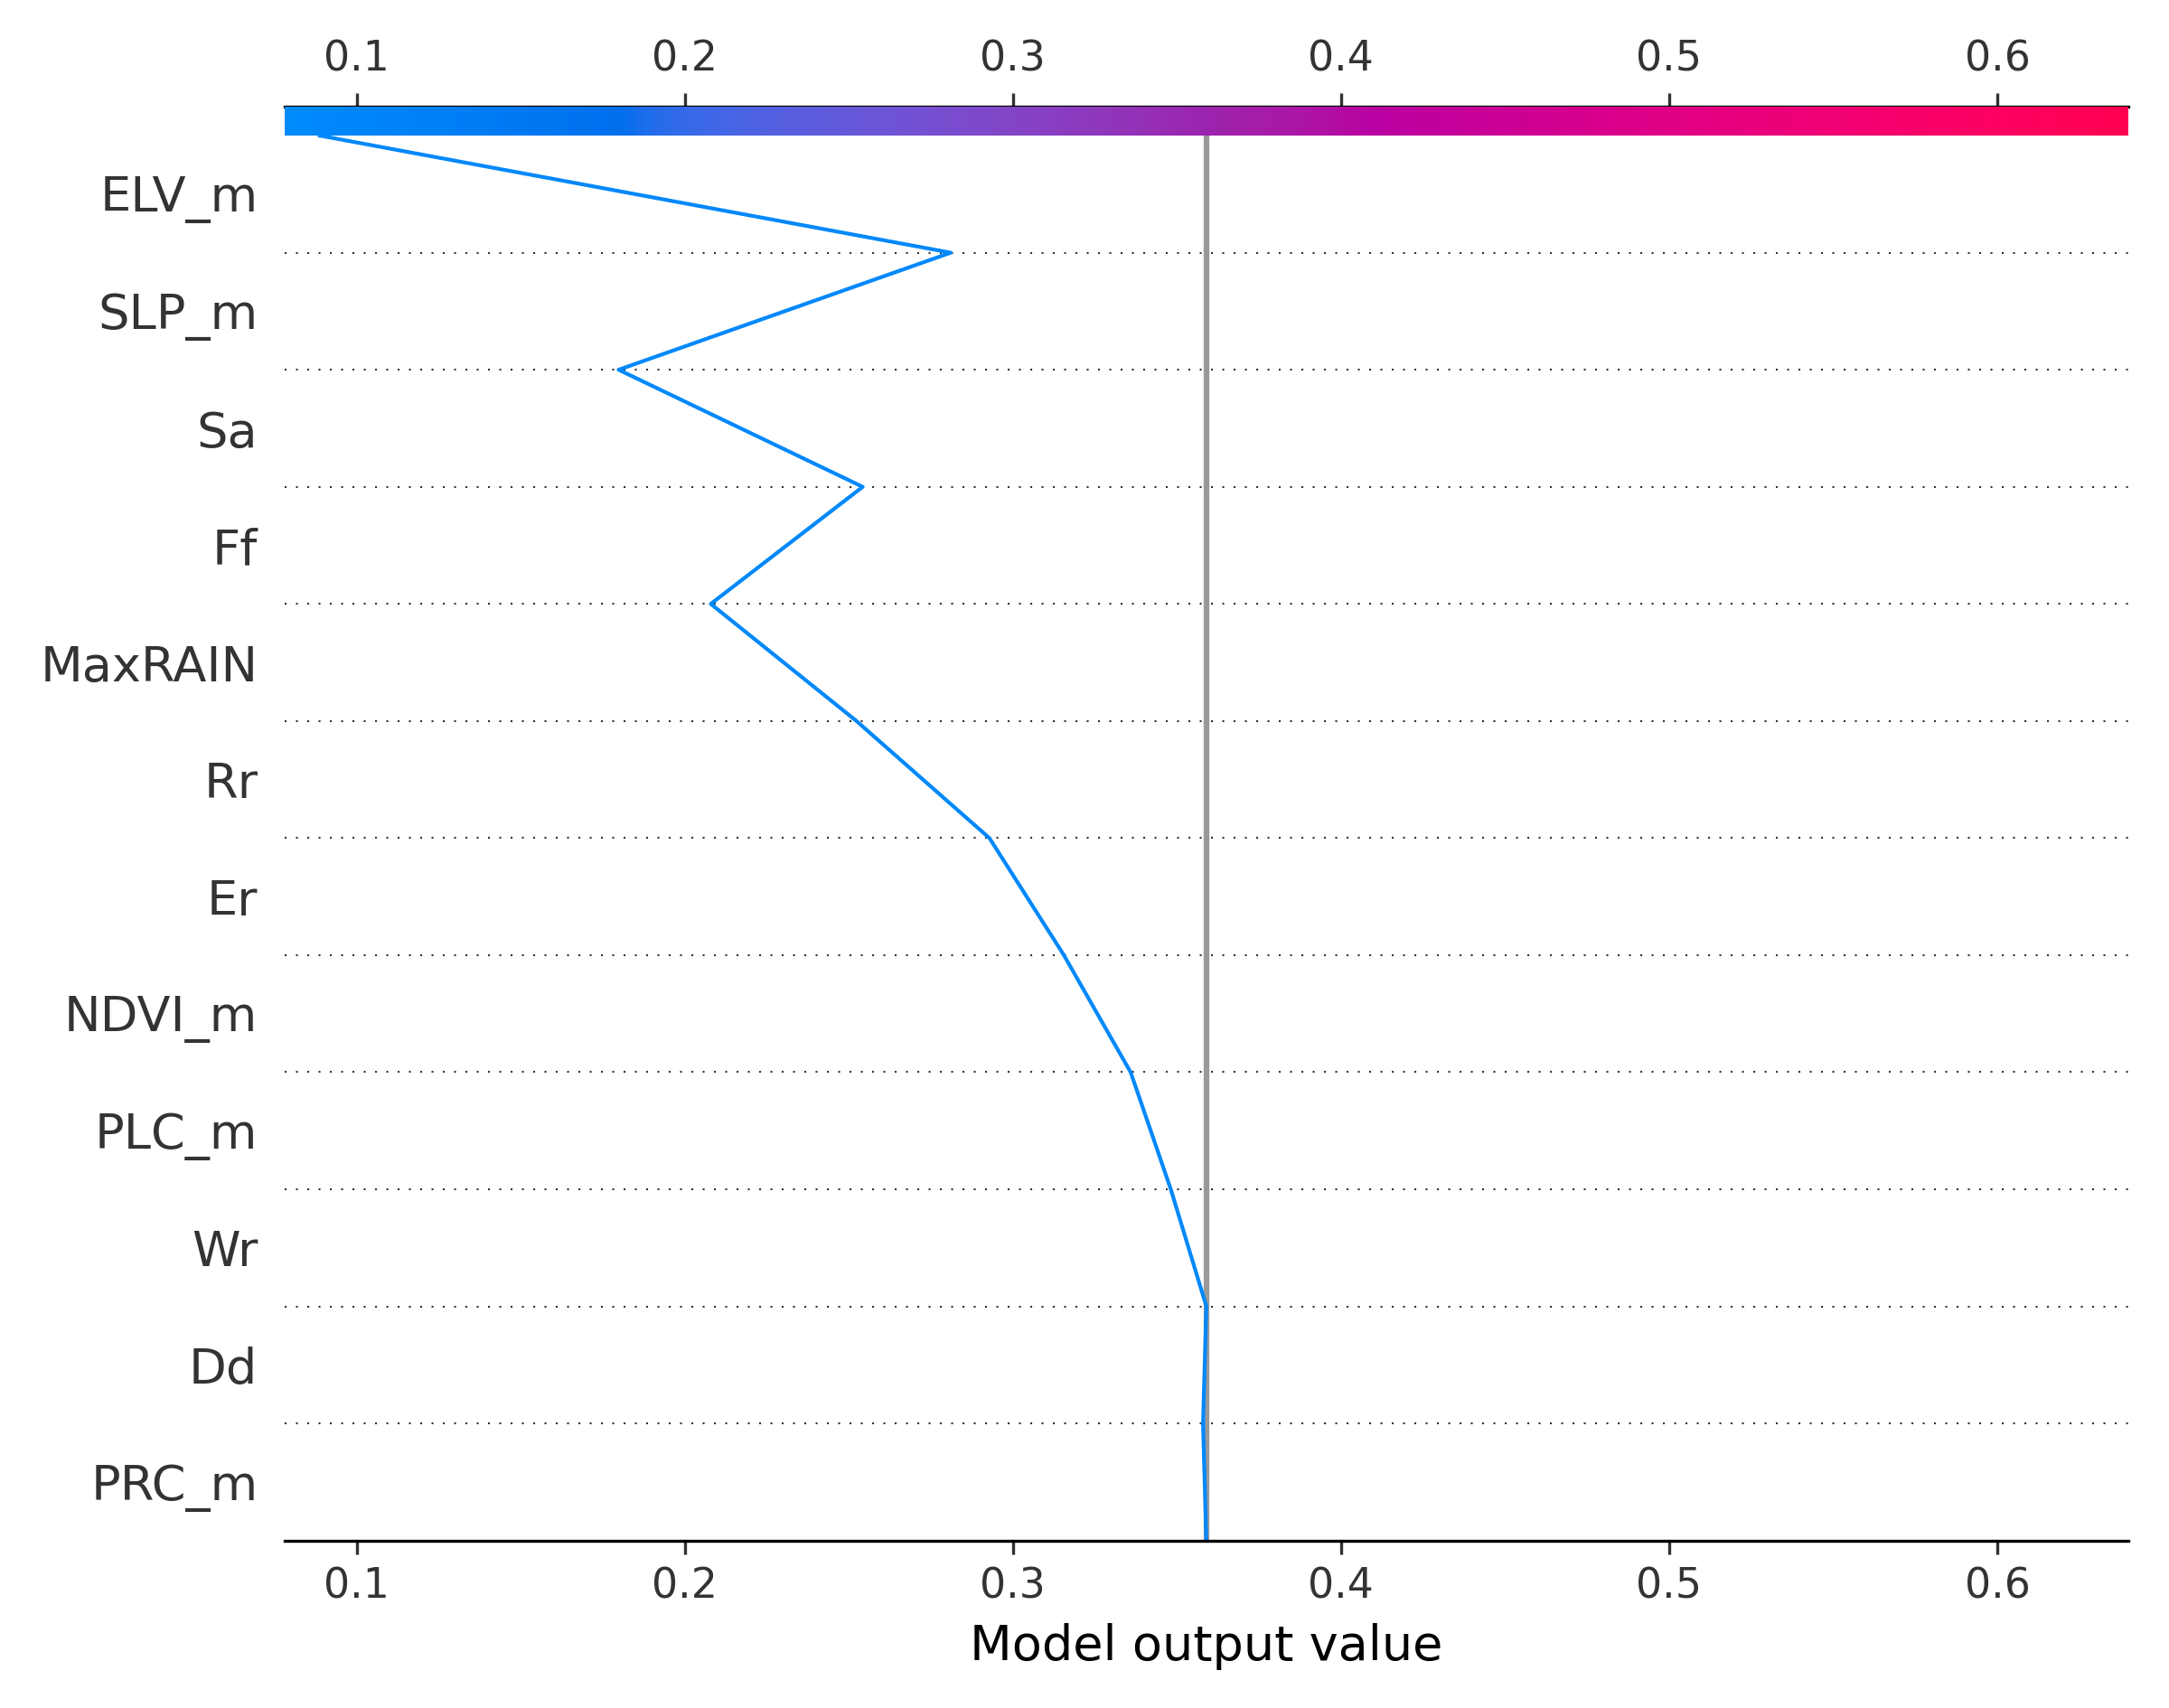 0.1 0.2 0.3 0.4 0.5 0.6
ELV_m
SLP_m
Sa
Ff
MaxRAIN
Rr
Er
NDVI_m
PLC_m
Wr
Dd
PRC_m
0.1 0.2 0.3 0.4 0.5 0.6
Model output value